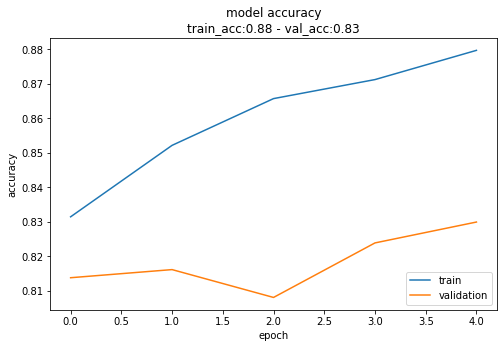 model accuracy
train_acc:0.88 - val_acc:0.83
0.88
0.87
0.86
0.85
0.84
0.83
0.82
0.81
accuracy
0.0 0.5 1.0 1.5 2.0 2.5 3.0 3.5 4.0
epoch
train
validation